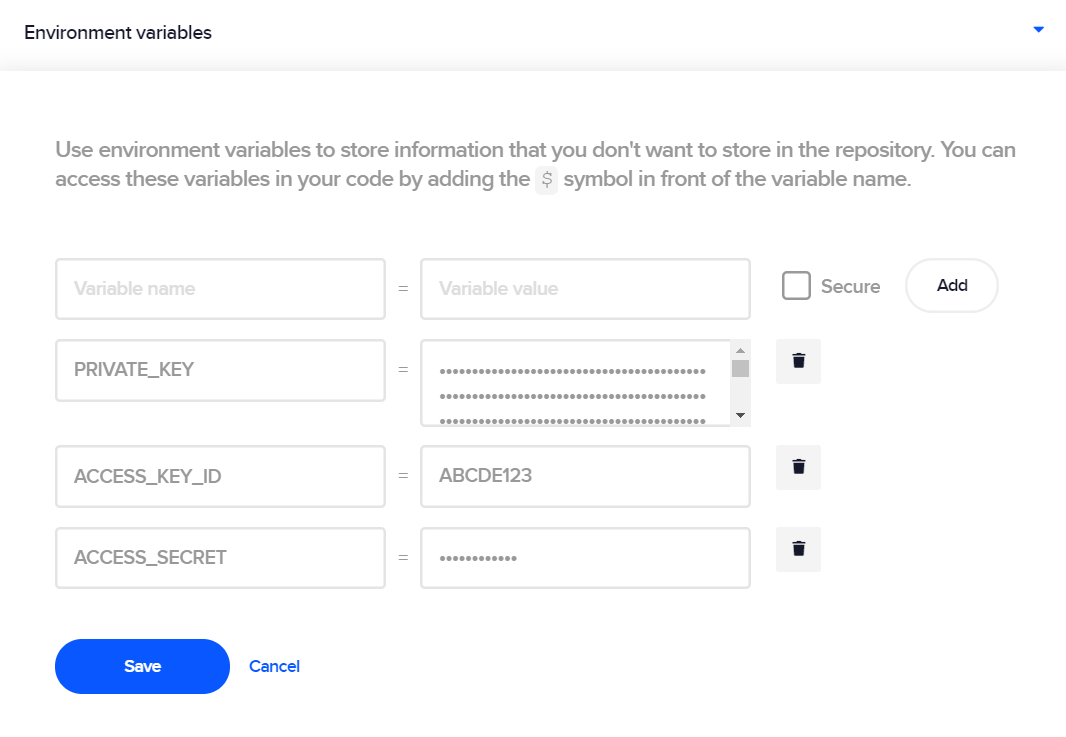 Environment variables
Use environment variables to store information that you don't want to store in the repository. You can
access these variables in your code by adding the $ symbol in front of the variable name.
Variable name = Variable value Secure Add
PRIVATE_KEY = •••••••••••••••••••••••••••••••••••••••••
•••••••••••••••••••••••••••••••••••••••••
•••••••••••••••••••••••••••••••••••••••••
ACCESS_KEY_ID = ABCDE123
ACCESS_SECRET = ••••••••••••
Save Cancel